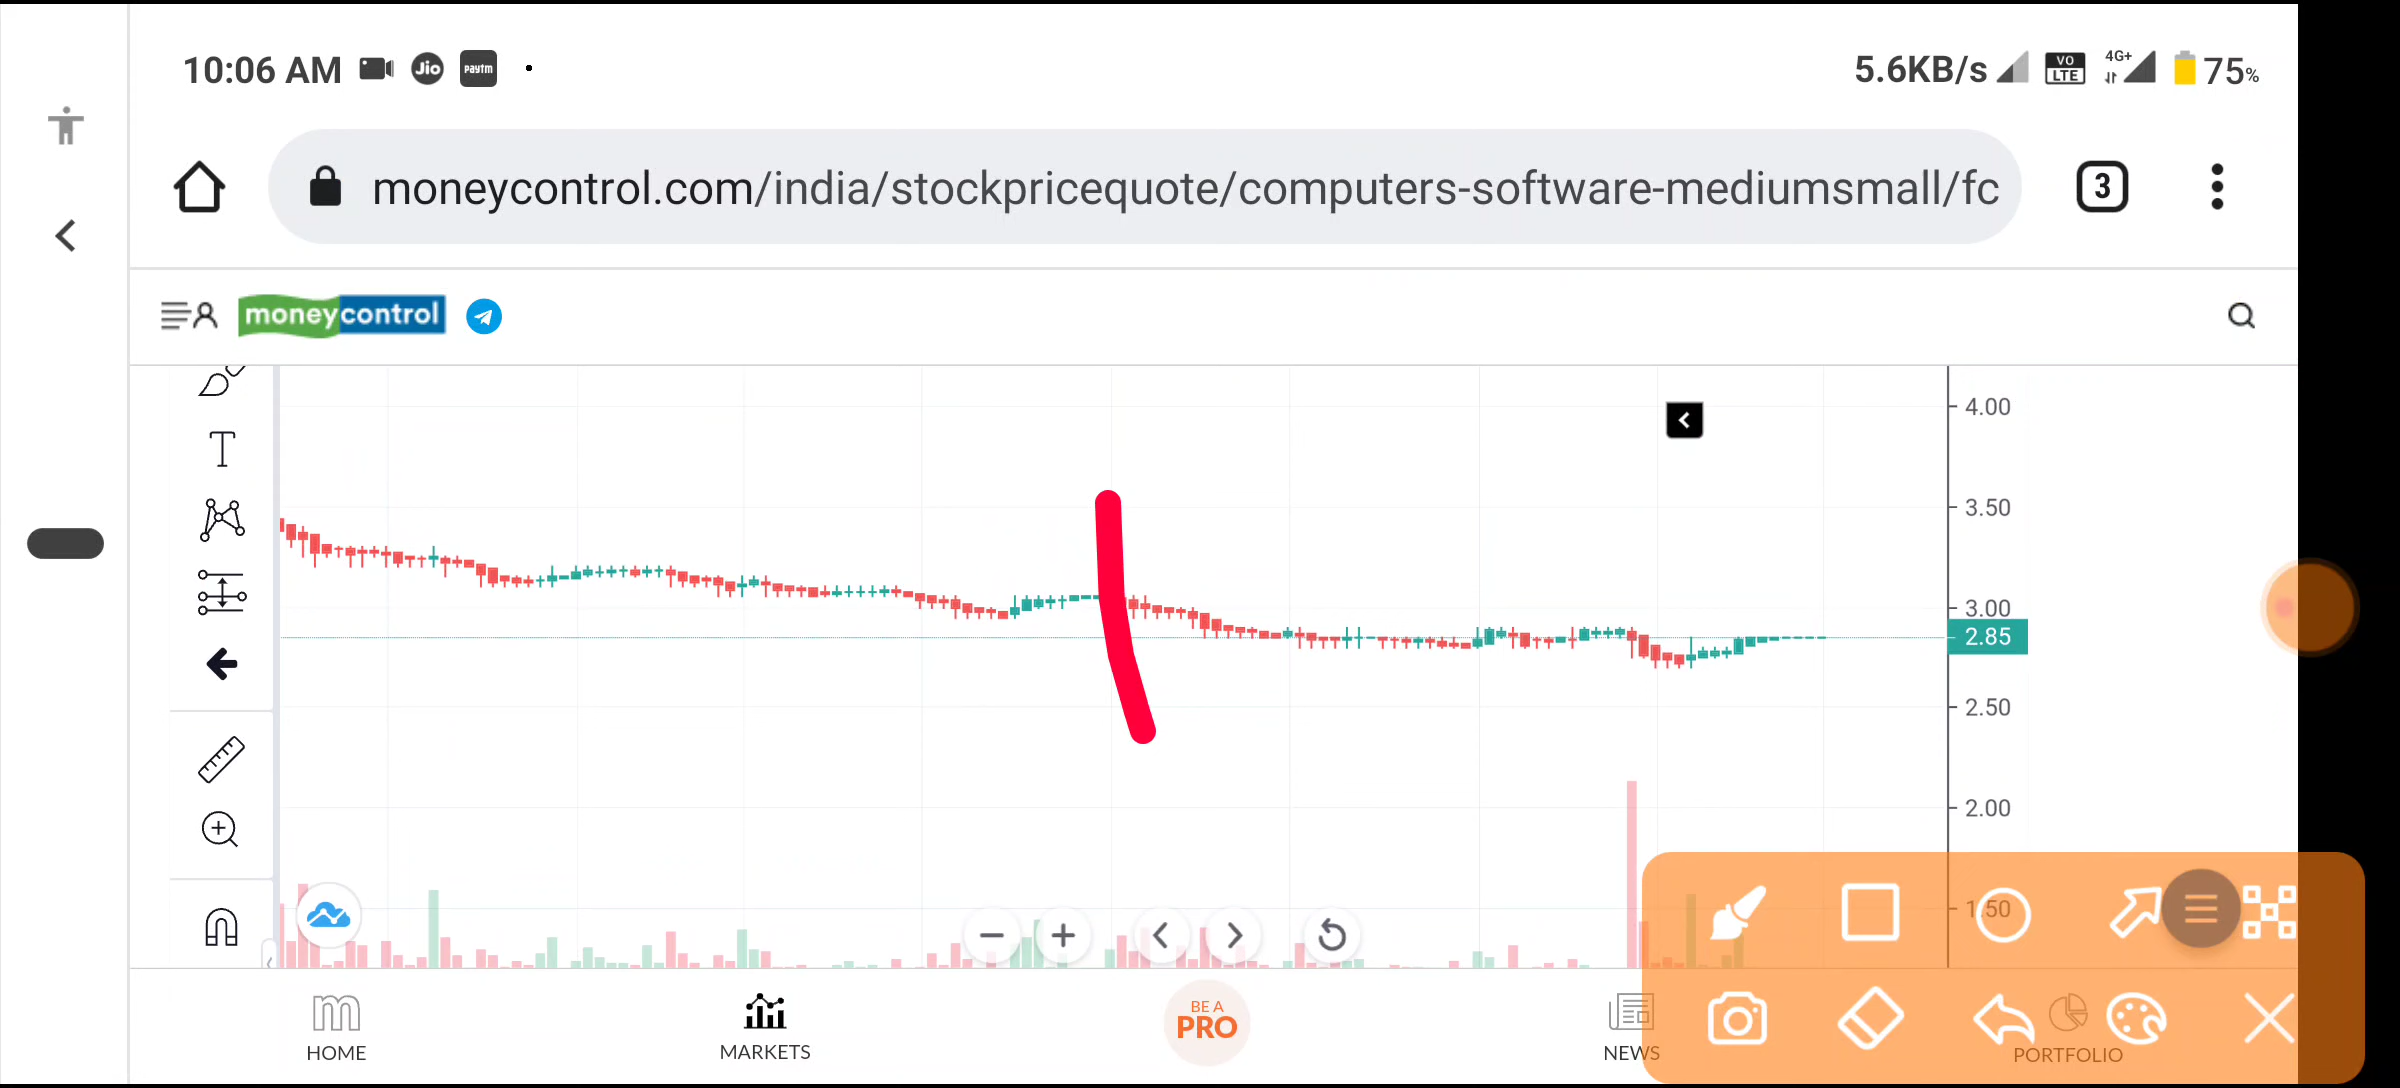 10:06 AM Jio paytm 5.6KB/s VO LTE 4G+ 75%
moneycontrol.com/india/stockpricequote/computers-software-mediumsmall/fc 3
moneycontrol
4.00
3.50
3.00
2.85
2.50
2.00
1.50
HOME
MARKETS
BE A
PRO
NEWS
PORTFOLIO